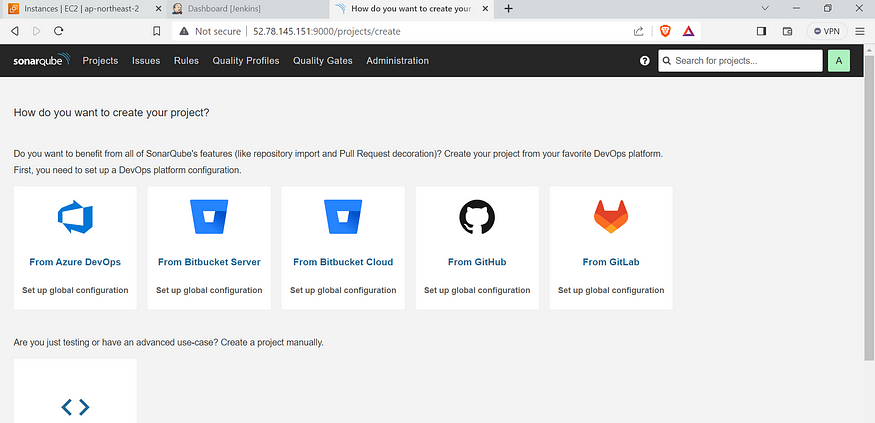 Instances | EC2 | ap-northeast-2
Dashboard [Jenkins]
How do you want to create your
Not secure | 52.78.145.151:9000/projects/create
VPN
sonarqube Projects Issues Rules Quality Profiles Quality Gates Administration ? Search for projects... A
How do you want to create your project?
Do you want to benefit from all of SonarQube's features (like repository import and Pull Request decoration)? Create your project from your favorite DevOps platform.
First, you need to set up a DevOps platform configuration.
From Azure DevOps From Bitbucket Server From Bitbucket Cloud From GitHub From GitLab
Set up global configuration Set up global configuration Set up global configuration Set up global configuration Set up global configuration
Are you just testing or have an advanced use-case? Create a project manually.